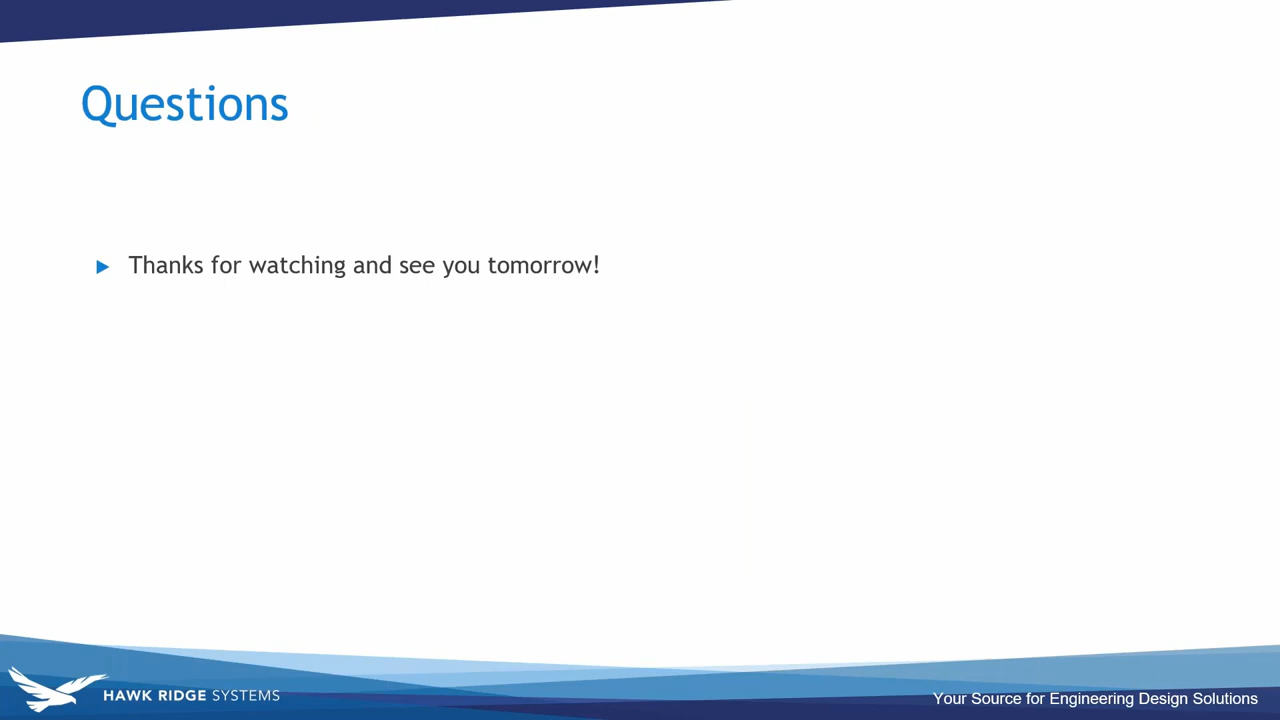 Questions
Thanks for watching and see you tomorrow!
HAWK RIDGE SYSTEMS
Your Source for Engineering Design Solutions